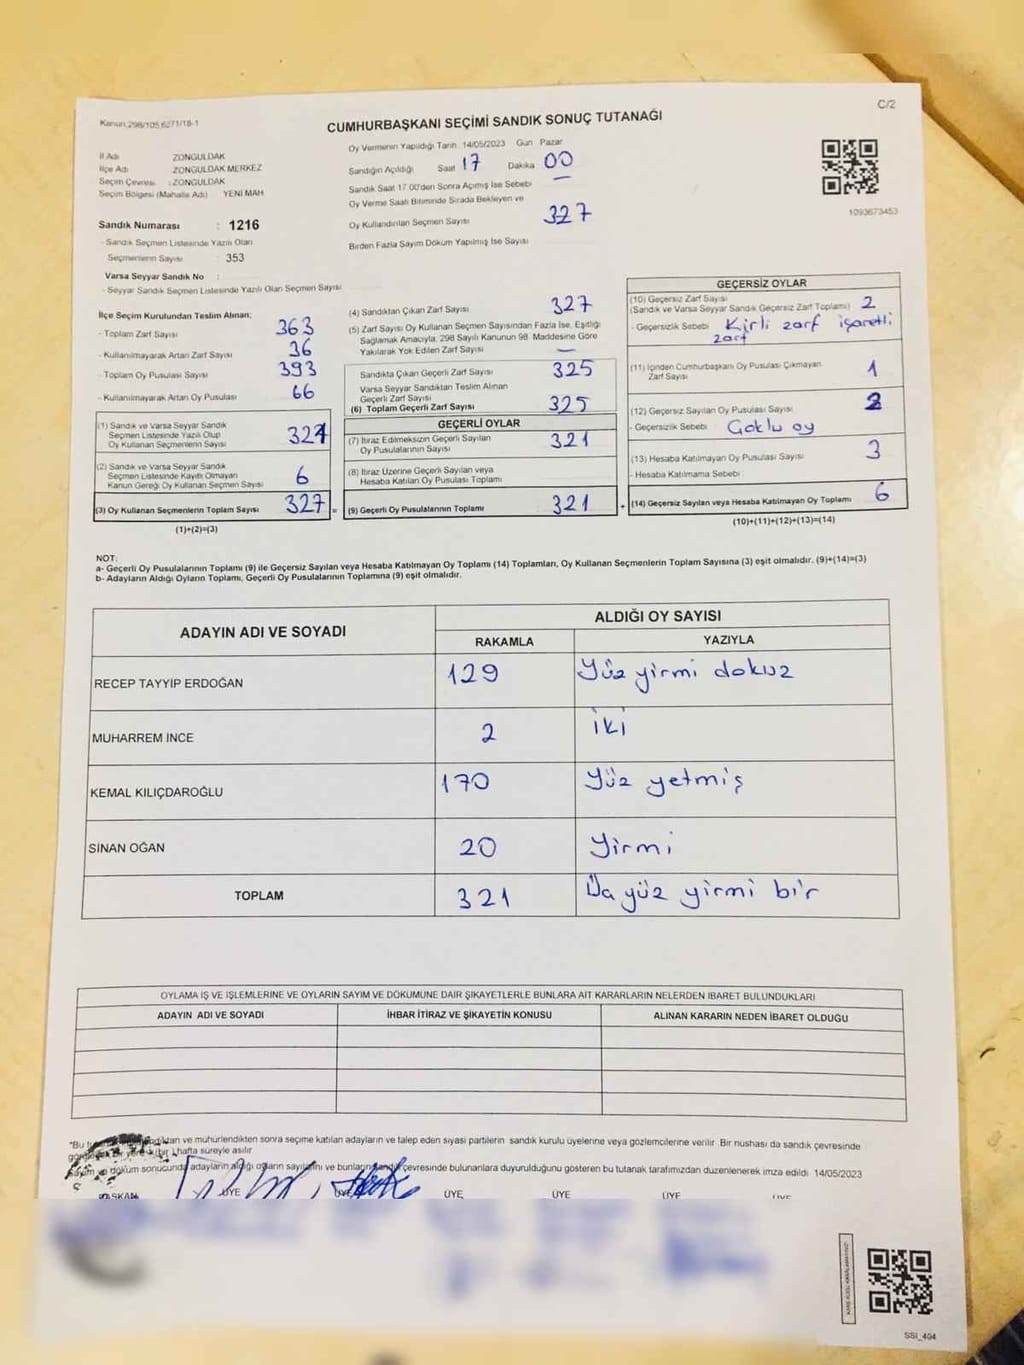 C/2
Kanun:298/105,6271/18-1
CUMHURBAŞKANI SEÇİMİ SANDIK SONUÇ TUTANAĞI
İl Adı ZONGULDAK
İlçe Adı ZONGULDAK MERKEZ
Seçim Çevresi :ZONGULDAK
Seçim Bölgesi (Mahalle Adı) YENİ MAH
Sandık Numarası : 1216
- Sandık Seçmen Listesinde Yazılı Olan
Seçmenlerin Sayısı : 353
Varsa Seyyar Sandık No :
- Seyyar Sandık Seçmen Listesinde Yazılı Olan Seçmen Sayısı
Oy Vermenin Yapıldığı Tarih 14/05/2023 Gün Pazar
Sandığın Açıldığı Saat 17 Dakika 00
Sandık Saat 17.00'den Sonra Açımış İse Sebebi —
Oy Verme Saati Bitiminde Sırada Bekleyen ve
Oy Kullandırılan Seçmen Sayısı 327
Birden Fazla Sayım Döküm Yapılmış İse Sayısı
1093673453
İlçe Seçim Kurulundan Teslim Alınan:
- Toplam Zarf Sayısı 363
- Kullanılmayarak Artan Zarf Sayısı 36
- Toplam Oy Pusulası Sayısı 393
- Kullanılmayarak Artan Oy Pusulası 66
(1) Sandık ve Varsa Seyyar Sandık
Seçmen Listesinde Yazılı Olup
Oy Kullanan Seçmenlerin Sayısı
(2) Sandık ve Varsa Seyyar Sandık
Seçmen Listesinde Kayıtlı Olmayan
Kanun Gereği Oy Kullanan Seçmen Sayısı 6
(3) Oy Kullanan Seçmenlerin Toplam Sayısı 327 =
(1)+(2)=(3)
(4) Sandıktan Çıkan Zarf Sayısı 327
(5) Zarf Sayısı Oy Kullanan Seçmen Sayısından Fazla İse, Eşitliği
Sağlamak Amacıyla, 298 Sayılı Kanunun 98. Maddesine Göre
Yakılarak Yok Edilen Zarf Sayısı —
Sandıkta Çıkan Geçerli Zarf Sayısı 325
Varsa Seyyar Sandıktan Teslim Alınan
Geçerli Zarf Sayısı
(6) Toplam Geçerli Zarf Sayısı 325
GEÇERLİ OYLAR
(7) İtiraz Edilmeksizin Geçerli Sayılan
Oy Pusulalarının Sayısı 321
(8) İtiraz Üzerine Geçerli Sayılan veya
Hesaba Katılan Oy Pusulası Toplamı
(9) Geçerli Oy Pusulalarının Toplamı 321 +
GEÇERSİZ OYLAR
(10) Geçersiz Zarf Sayısı
(Sandık ve Varsa Seyyar Sandık Geçersiz Zarf Toplamı) 2
- Geçersizlik Sebebi Kirli zarf işaretli
zarf
(11) İçinden Cumhurbaşkanı Oy Pusulası Çıkmayan
Zarf Sayısı 1
(12) Geçersiz Sayılan Oy Pusulası Sayısı
- Geçersizlik Sebebi Çoklu oy
(13) Hesaba Katılmayan Oy Pusulası Sayısı 3
- Hesaba Katılmama Sebebi
(14) Geçersiz Sayılan veya Hesaba Katılmayan Oy Toplamı 6
(10)+(11)+(12)+(13)=(14)
NOT:
a- Geçerli Oy Pusulalarının Toplamı (9) ile Geçersiz Sayılan veya Hesaba Katılmayan Oy Toplamı (14) Toplamları, Oy Kullanan Seçmenlerin Toplam Sayısına (3) eşit olmalıdır. (9)+(14)=(3)
b- Adayların Aldığı Oyların Toplamı, Geçerli Oy Pusulalarının Toplamına (9) eşit olmalıdır.
ADAYIN ADI VE SOYADI ALDIĞI OY SAYISI
RAKAMLA YAZIYLA
RECEP TAYYİP ERDOĞAN 129 Yüz yirmi dokuz
MUHARREM İNCE 2 iki
KEMAL KILIÇDAROĞLU 170 Yüz yetmiş
SİNAN OĞAN 20 Yirmi
TOPLAM 321 Üç yüz yirmi bir
OYLAMA İŞ VE İŞLEMLERİNE VE OYLARIN SAYIM VE DÖKÜMÜNE DAİR ŞİKAYETLERLE BUNLARA AİT KARARLARIN NELERDEN İBARET BULUNDUKLARI
ADAYIN ADI VE SOYADI İHBAR İTİRAZ VE ŞİKAYETİN KONUSU ALINAN KARARIN NEDEN İBARET OLDUĞU
*Bu ve mühürlendikten sonra seçime katılan adayların ve talep eden siyasi partilerin sandık kurulu üyelerine veya gözlemcilerine verilir. Bir nüshası da sandık çevresinde
bir hafta süreyle asılır
döküm sonucunda adayların aldığı oyların sayılarını ve bunların sandık çevresinde bulunanlara duyurulduğunu gösteren bu tutanak tarafımızdan düzenlenerek imza edildi. 14/05/2023
BAŞKAN ÜYE ÜYE ÜYE ÜYE ÜYE ÜYE
SSI_404